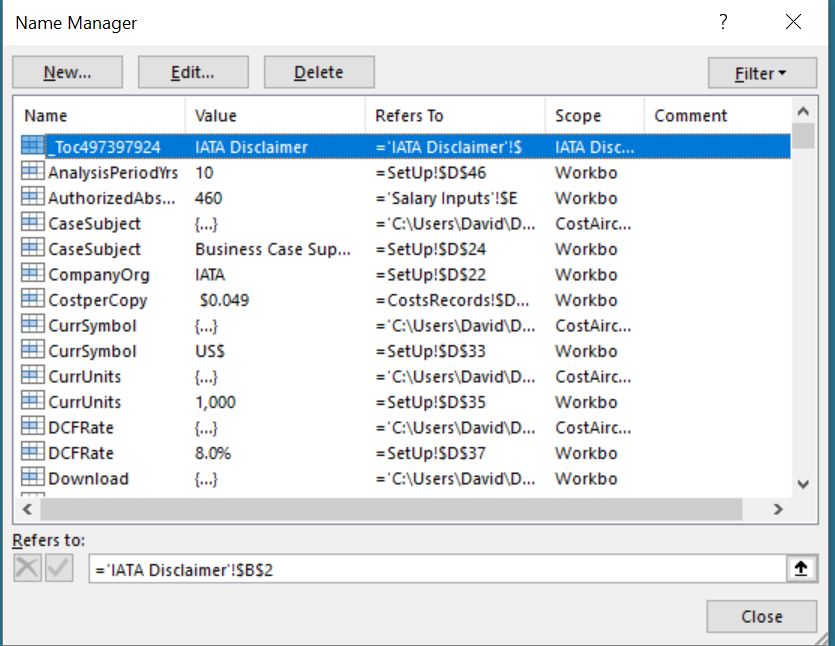 Name Manager ?
New... Edit... Delete Filter
Name Value Refers To Scope Comment
_Toc497397924 IATA Disclaimer ='IATA Disclaimer'!$ IATA Disc...
AnalysisPeriodYrs 10 =SetUp!$D$46 Workbo
AuthorizedAbs... 460 ='Salary Inputs'!$E Workbo
CaseSubject {...} ='C:\Users\David\D... CostAirc...
CaseSubject Business Case Sup... =SetUp!$D$24 Workbo
CompanyOrg IATA =SetUp!$D$22 Workbo
CostperCopy $0.049 =CostsRecords!$D... Workbo
CurrSymbol {...} ='C:\Users\David\D... CostAirc...
CurrSymbol US$ =SetUp!$D$33 Workbo
CurrUnits {...} ='C:\Users\David\D... CostAirc...
CurrUnits 1,000 =SetUp!$D$35 Workbo
DCFRate {...} ='C:\Users\David\D... CostAirc...
DCFRate 8.0% =SetUp!$D$37 Workbo
Download {...} ='C:\Users\David\D... Workbo
Refers to:
='IATA Disclaimer'!$B$2
Close